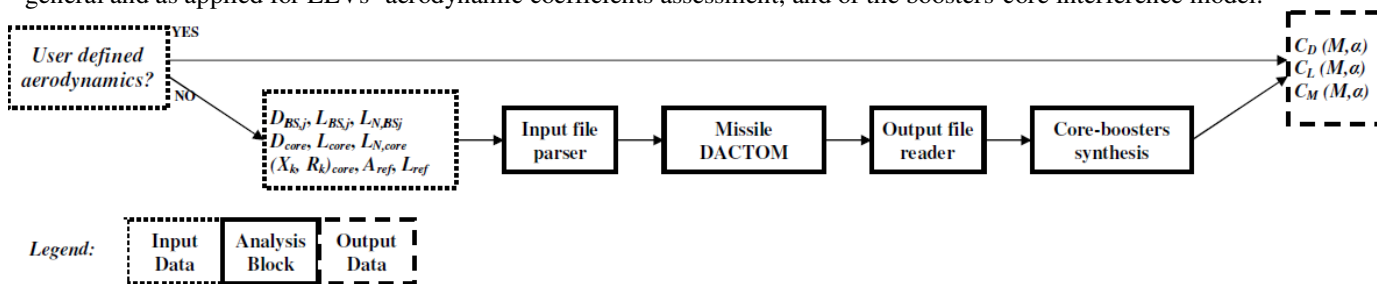 general and as applied for ELVs' aerodynamic coefficients assessment, and of the boosters-core interference model.
User defined
aerodynamics?
YES
NO
D_BS,j, L_BS,j, L_N,BSj
D_core, L_core, L_N,core
(X_k, R_k)_core, A_ref, L_ref
Input file
parser
Missile
DACTOM
Output file
reader
Core-boosters
synthesis
C_D (M,α)
C_L (M,α)
C_M (M,α)
Legend:
Input
Data
Analysis
Block
Output
Data